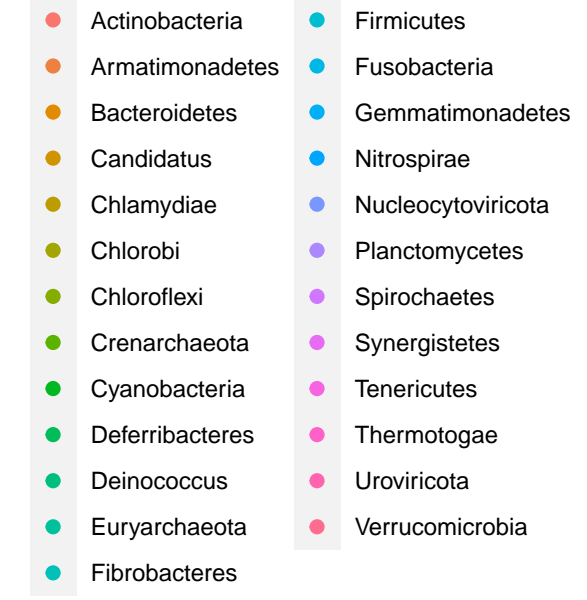 Actinobacteria
Armatimonadetes
Bacteroidetes
Candidatus
Chlamydiae
Chlorobi
Chloroflexi
Crenarchaeota
Cyanobacteria
Deferribacteres
Deinococcus
Euryarchaeota
Fibrobacteres
Firmicutes
Fusobacteria
Gemmatimonadetes
Nitrospirae
Nucleocytoviricota
Planctomycetes
Spirochaetes
Synergistetes
Tenericutes
Thermotogae
Uroviricota
Verrucomicrobia